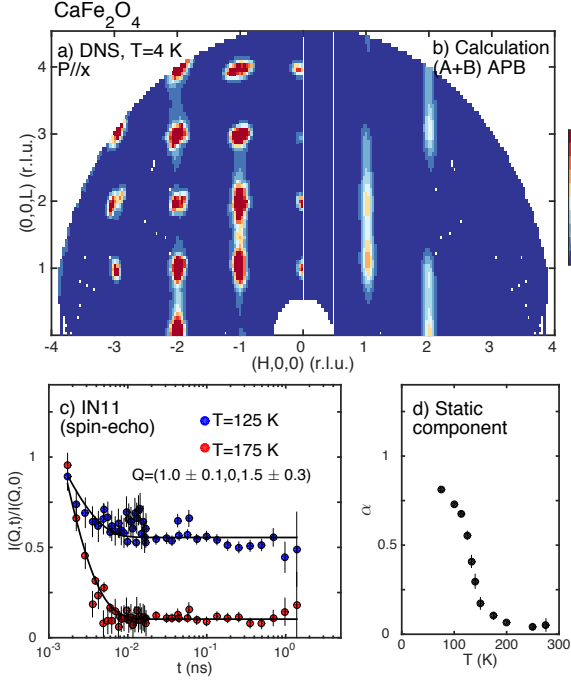 CaFe₂O₄
a) DNS, T=4 K
P//x
b) Calculation
(A+B) APB
(0,0,L) (r.l.u.)
4
3
2
1
-4 -3 -2 -1 0 1 2 3 4
(H,0,0) (r.l.u.)
c) IN11
(spin-echo)
T=125 K
T=175 K
Q=(1.0 ± 0.1,0,1.5 ± 0.3)
I(Q,t)/I(Q,0)
1
0.5
0
10⁻³ 10⁻² 10⁻¹ 10⁰
t (ns)
d) Static
component
α
1
0.5
0
0 100 200 300
T (K)